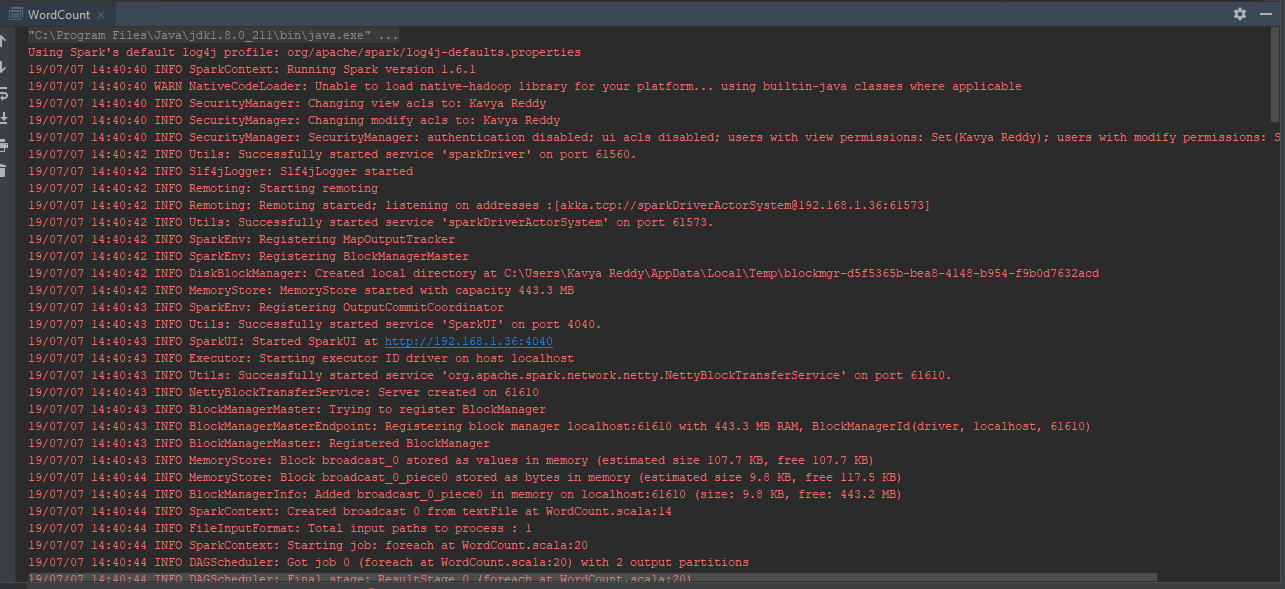 WordCount
"C:\Program Files\Java\jdk1.8.0_211\bin\java.exe" ...
Using Spark's default log4j profile: org/apache/spark/log4j-defaults.properties
19/07/07 14:40:40 INFO SparkContext: Running Spark version 1.6.1
19/07/07 14:40:40 WARN NativeCodeLoader: Unable to load native-hadoop library for your platform... using builtin-java classes where applicable
19/07/07 14:40:40 INFO SecurityManager: Changing view acls to: Kavya Reddy
19/07/07 14:40:40 INFO SecurityManager: Changing modify acls to: Kavya Reddy
19/07/07 14:40:40 INFO SecurityManager: SecurityManager: authentication disabled; ui acls disabled; users with view permissions: Set(Kavya Reddy); users with modify permissions: S
19/07/07 14:40:42 INFO Utils: Successfully started service 'sparkDriver' on port 61560.
19/07/07 14:40:42 INFO Slf4jLogger: Slf4jLogger started
19/07/07 14:40:42 INFO Remoting: Starting remoting
19/07/07 14:40:42 INFO Remoting: Remoting started; listening on addresses :[akka.tcp://sparkDriverActorSystem@192.168.1.36:61573]
19/07/07 14:40:42 INFO Utils: Successfully started service 'sparkDriverActorSystem' on port 61573.
19/07/07 14:40:42 INFO SparkEnv: Registering MapOutputTracker
19/07/07 14:40:42 INFO SparkEnv: Registering BlockManagerMaster
19/07/07 14:40:42 INFO DiskBlockManager: Created local directory at C:\Users\Kavya Reddy\AppData\Local\Temp\blockmgr-d5f5365b-bea8-4148-b954-f9b0d7632acd
19/07/07 14:40:42 INFO MemoryStore: MemoryStore started with capacity 443.3 MB
19/07/07 14:40:43 INFO SparkEnv: Registering OutputCommitCoordinator
19/07/07 14:40:43 INFO Utils: Successfully started service 'SparkUI' on port 4040.
19/07/07 14:40:43 INFO SparkUI: Started SparkUI at http://192.168.1.36:4040
19/07/07 14:40:43 INFO Executor: Starting executor ID driver on host localhost
19/07/07 14:40:43 INFO Utils: Successfully started service 'org.apache.spark.network.netty.NettyBlockTransferService' on port 61610.
19/07/07 14:40:43 INFO NettyBlockTransferService: Server created on 61610
19/07/07 14:40:43 INFO BlockManagerMaster: Trying to register BlockManager
19/07/07 14:40:43 INFO BlockManagerMasterEndpoint: Registering block manager localhost:61610 with 443.3 MB RAM, BlockManagerId(driver, localhost, 61610)
19/07/07 14:40:43 INFO BlockManagerMaster: Registered BlockManager
19/07/07 14:40:43 INFO MemoryStore: Block broadcast_0 stored as values in memory (estimated size 107.7 KB, free 107.7 KB)
19/07/07 14:40:44 INFO MemoryStore: Block broadcast_0_piece0 stored as bytes in memory (estimated size 9.8 KB, free 117.5 KB)
19/07/07 14:40:44 INFO BlockManagerInfo: Added broadcast_0_piece0 in memory on localhost:61610 (size: 9.8 KB, free: 443.2 MB)
19/07/07 14:40:44 INFO SparkContext: Created broadcast 0 from textFile at WordCount.scala:14
19/07/07 14:40:44 INFO FileInputFormat: Total input paths to process : 1
19/07/07 14:40:44 INFO SparkContext: Starting job: foreach at WordCount.scala:20
19/07/07 14:40:44 INFO DAGScheduler: Got job 0 (foreach at WordCount.scala:20) with 2 output partitions
19/07/07 14:40:44 INFO DAGScheduler: Final stage: ResultStage 0 (foreach at WordCount.scala:20)